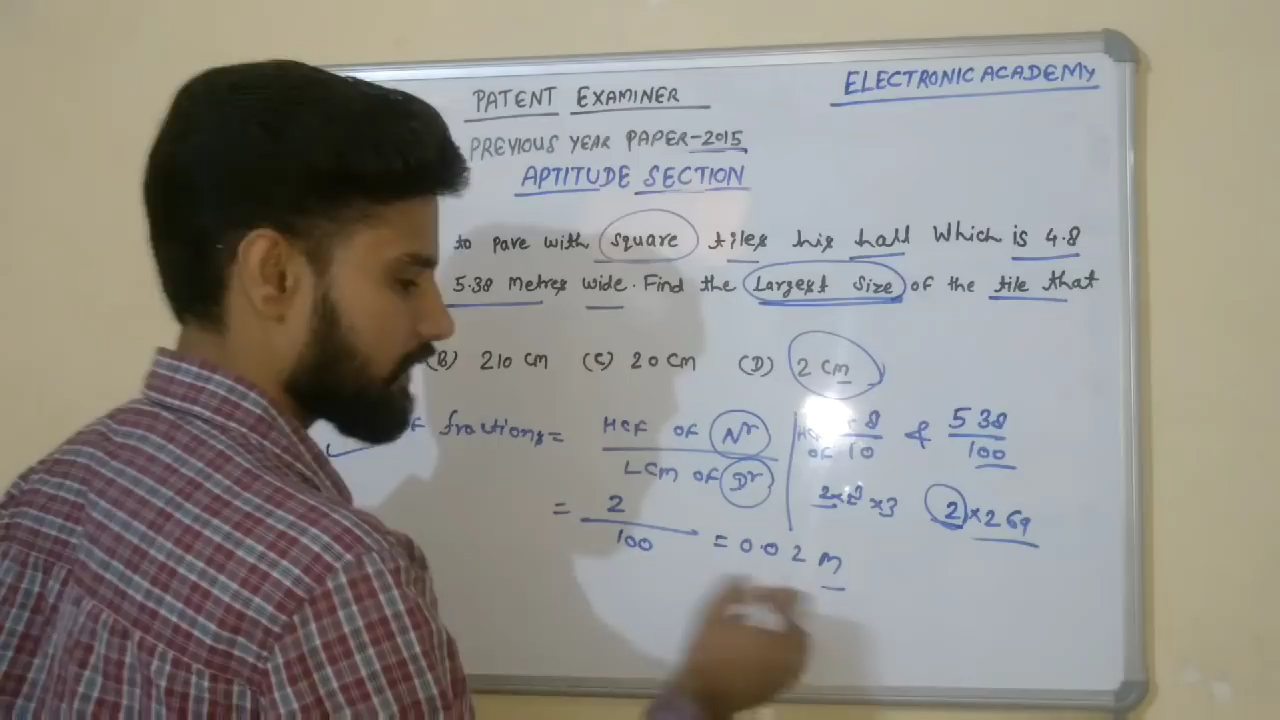 PATENT EXAMINER
ELECTRONIC ACADEMY
PREVIOUS YEAR PAPER-2015
APTITUDE SECTION
to pave with square tiles his hall Which is 4.8
5.38 Metres wide. Find the Largest Size of the tile that
(B) 210 cm (C) 20 cm (D) 2 cm
F fractions = HCF OF Nr
LCM OF Dr
OF 8/10 & 538/100
= 2/100 = 0.02 m
×3 2×269